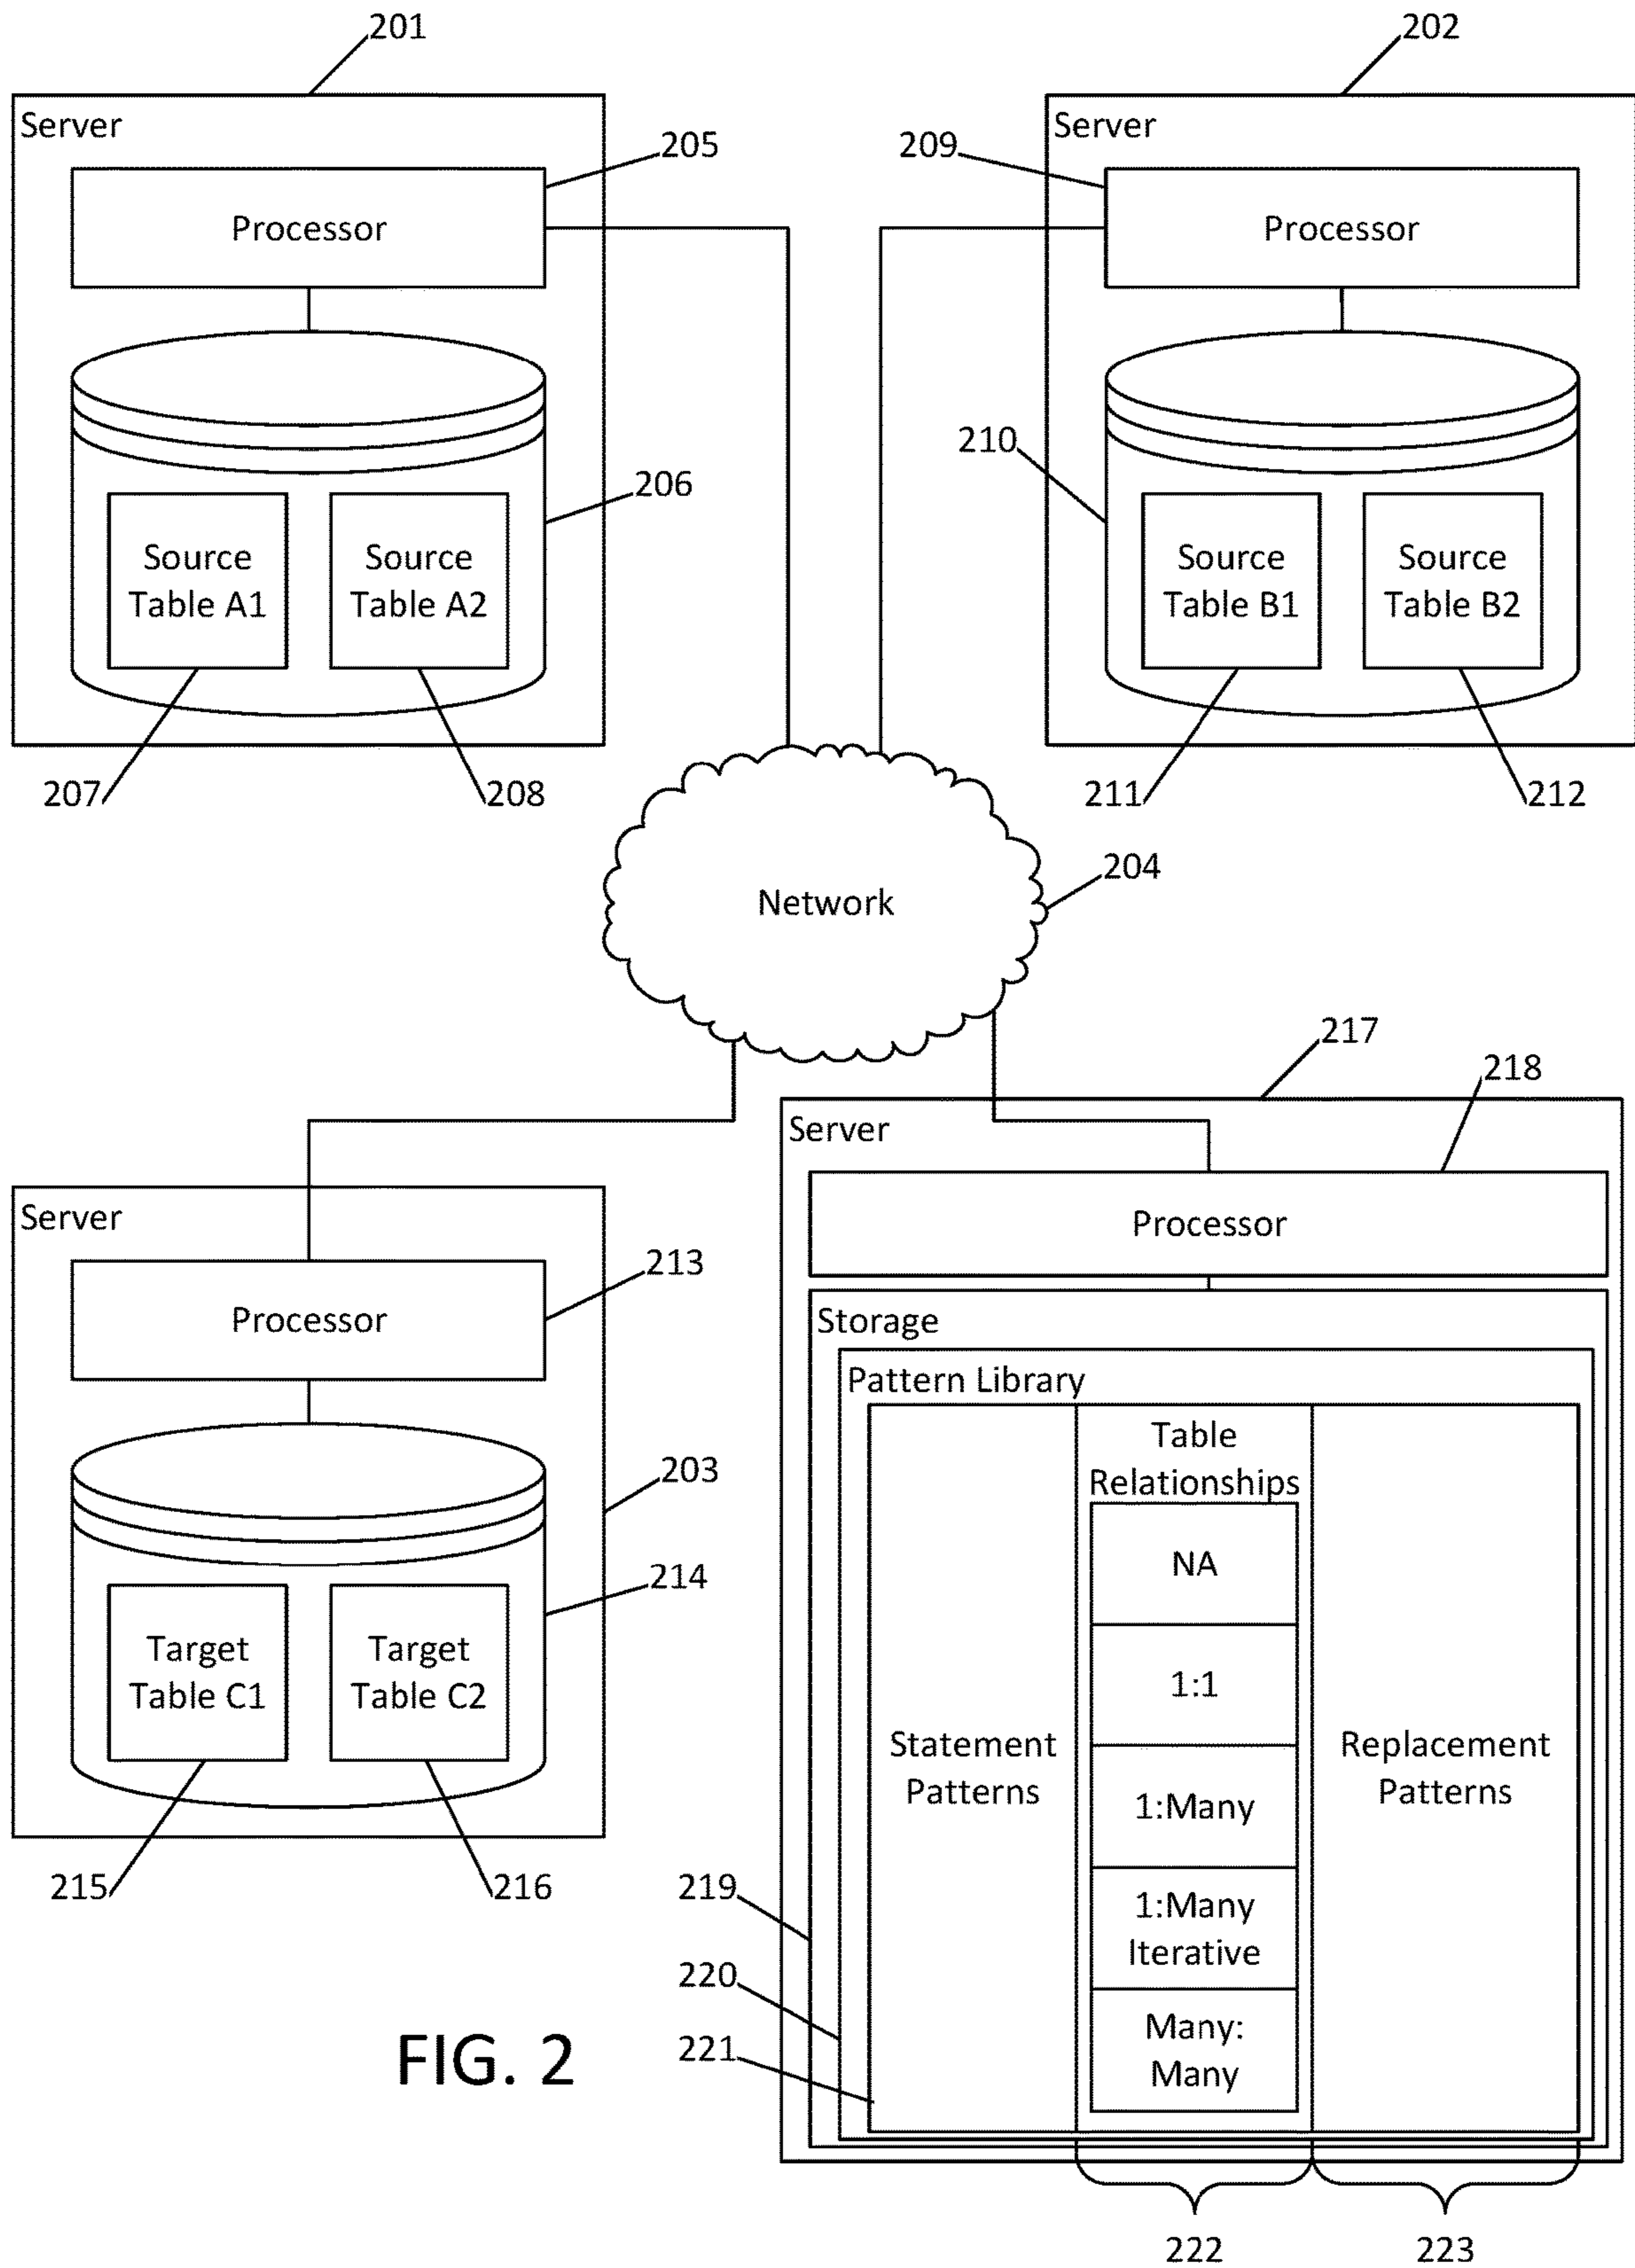 201
202
Server
Server
205
209
Processor
Processor
210
206
Source
Table A1
Source
Table A2
Source
Table B1
Source
Table B2
207
208
211
212
204
Network
217
218
Server
Processor
Server
213
Processor
Storage
Pattern Library
Table
Relationships
203
NA
214
Target
Table C1
Target
Table C2
1:1
Statement
Patterns
Replacement
Patterns
1:Many
215
216
219
1:Many
Iterative
220
221
Many:
Many
FIG. 2
222
223